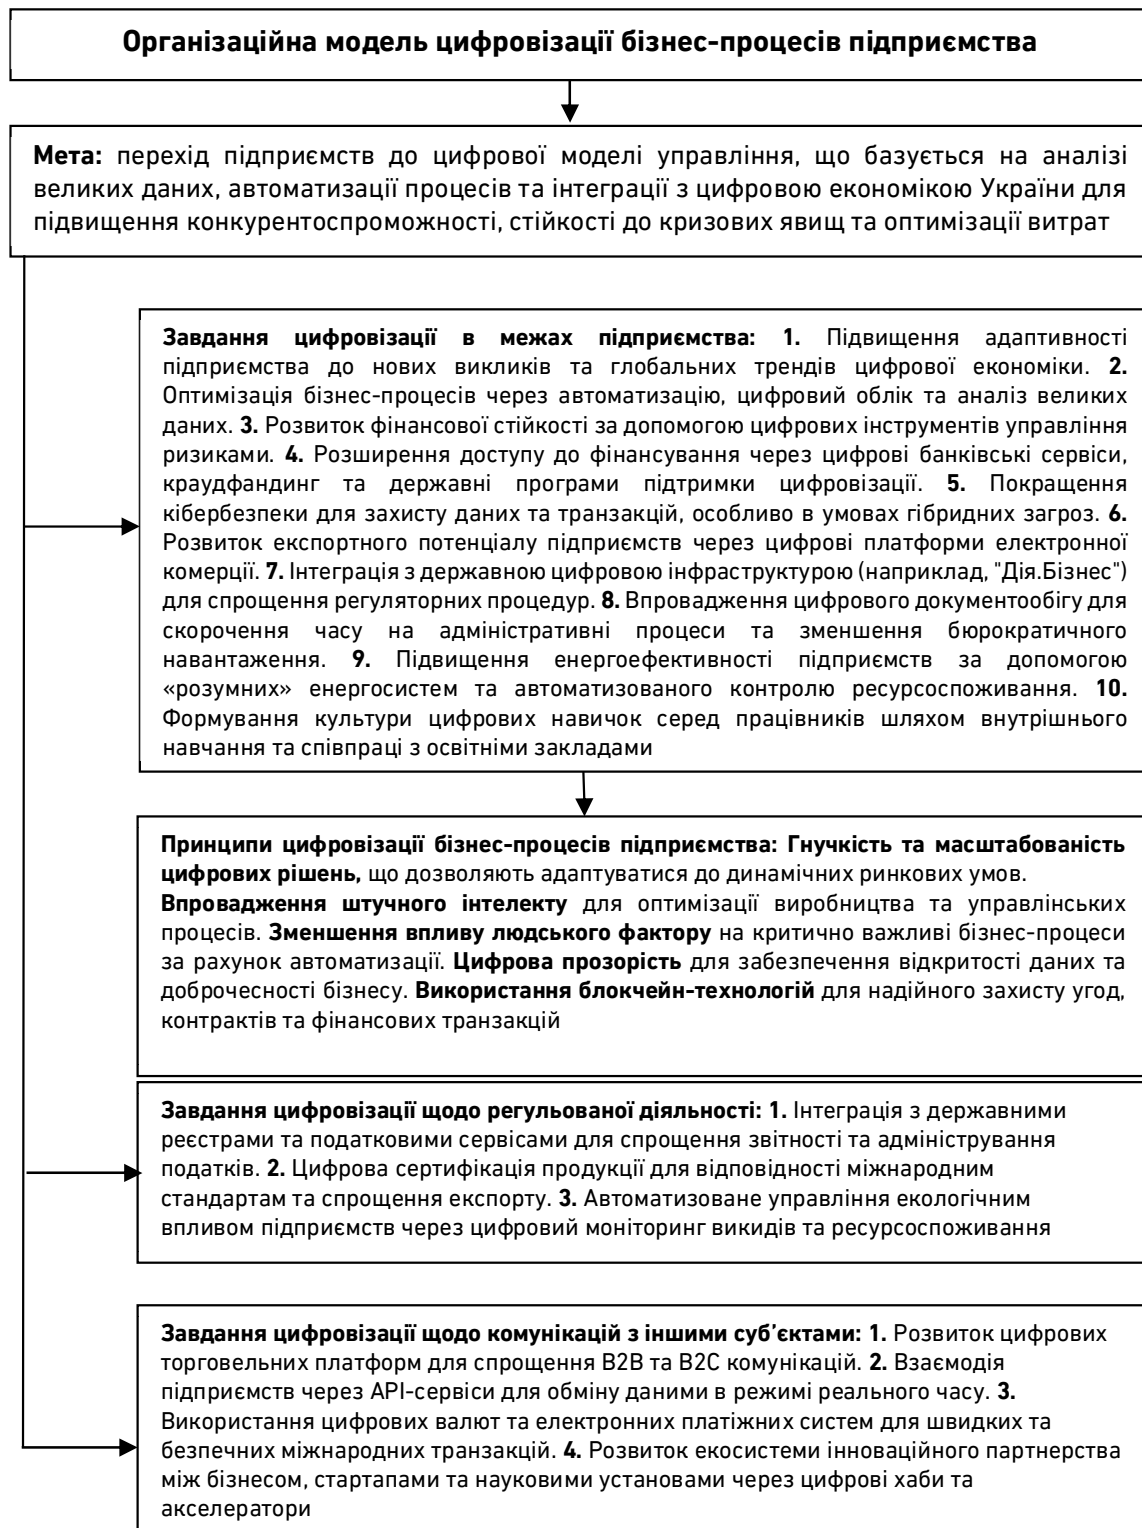 Організаційна модель цифровізації бізнес-процесів підприємства
Мета: перехід підприємств до цифрової моделі управління, що базується на аналізі
великих даних, автоматизації процесів та інтеграції з цифровою економікою України для
підвищення конкурентоспроможності, стійкості до кризових явищ та оптимізації витрат
Завдання цифровізації в межах підприємства: 1. Підвищення адаптивності
підприємства до нових викликів та глобальних трендів цифрової економіки. 2.
Оптимізація бізнес-процесів через автоматизацію, цифровий облік та аналіз великих
даних. 3. Розвиток фінансової стійкості за допомогою цифрових інструментів управління
ризиками. 4. Розширення доступу до фінансування через цифрові банківські сервіси,
краудфандинг та державні програми підтримки цифровізації. 5. Покращення
кібербезпеки для захисту даних та транзакцій, особливо в умовах гібридних загроз. 6.
Розвиток експортного потенціалу підприємств через цифрові платформи електронної
комерції. 7. Інтеграція з державною цифровою інфраструктурою (наприклад, "Дія.Бізнес")
для спрощення регуляторних процедур. 8. Впровадження цифрового документообігу для
скорочення часу на адміністративні процеси та зменшення бюрократичного
навантаження. 9. Підвищення енергоефективності підприємств за допомогою
«розумних» енергосистем та автоматизованого контролю ресурсоспоживання. 10.
Формування культури цифрових навичок серед працівників шляхом внутрішнього
навчання та співпраці з освітніми закладами
Принципи цифровізації бізнес-процесів підприємства: Гнучкість та масштабованість
цифрових рішень, що дозволяють адаптуватися до динамічних ринкових умов.
Впровадження штучного інтелекту для оптимізації виробництва та управлінських
процесів. Зменшення впливу людського фактору на критично важливі бізнес-процеси
за рахунок автоматизації. Цифрова прозорість для забезпечення відкритості даних та
доброчесності бізнесу. Використання блокчейн-технологій для надійного захисту угод,
контрактів та фінансових транзакцій
Завдання цифровізації щодо регульованої діяльності: 1. Інтеграція з державними
реєстрами та податковими сервісами для спрощення звітності та адміністрування
податків. 2. Цифрова сертифікація продукції для відповідності міжнародним
стандартам та спрощення експорту. 3. Автоматизоване управління екологічним
впливом підприємств через цифровий моніторинг викидів та ресурсоспоживання
Завдання цифровізації щодо комунікацій з іншими суб’єктами: 1. Розвиток цифрових
торговельних платформ для спрощення B2B та B2C комунікацій. 2. Взаємодія
підприємств через API-сервіси для обміну даними в режимі реального часу. 3.
Використання цифрових валют та електронних платіжних систем для швидких та
безпечних міжнародних транзакцій. 4. Розвиток екосистеми інноваційного партнерства
між бізнесом, стартапами та науковими установами через цифрові хаби та
акселератори